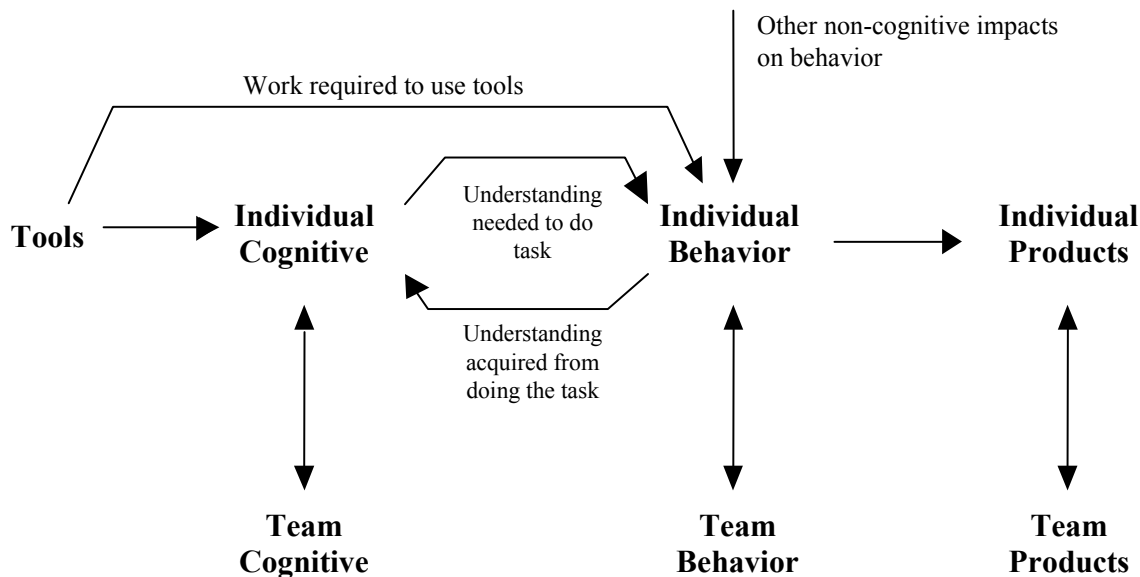 Other non-cognitive impacts
on behavior
Work required to use tools
Tools
Individual
Cognitive
Understanding
needed to do
task
Individual
Behavior
Individual
Products
Understanding
acquired from
doing the task
Team
Cognitive
Team
Behavior
Team
Products